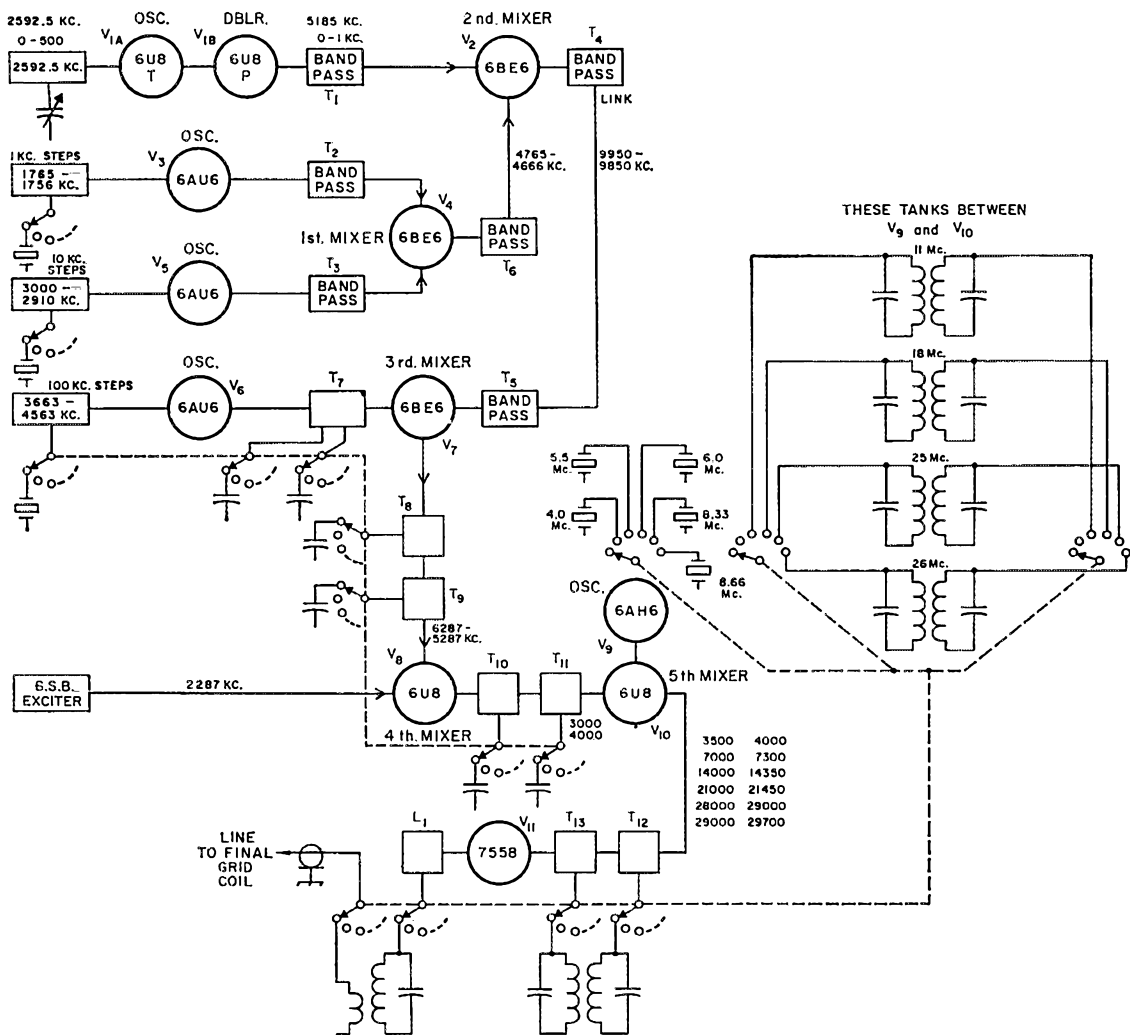 2592.5 KC.
0-500
2592.5 KC.
OSC.
V1A
6U8
T
DBLR.
V1B
6U8
P
5185 KC.
0-1 KC.
BAND
PASS
T1
2nd. MIXER
V2
6BE6
T4
BAND
PASS
LINK
1 KC. STEPS
1765 —
1756 KC.
OSC.
V3
6AU6
T2
BAND
PASS
V4
6BE6
1st. MIXER
4765-
4666 KC.
9950-
9850 KC.
BAND
PASS
T6
10 KC.
STEPS
3000 —
2910 KC.
OSC.
V5
6AU6
T3
BAND
PASS
100 KC. STEPS
3663 -
4563 KC.
OSC.
V6
6AU6
T7
3rd. MIXER
6BE6
V7
T5
BAND
PASS
THESE TANKS BETWEEN
V9 and V10
11 Mc.
18 Mc.
25 Mc.
26 Mc.
5.5
Mc.
6.0
Mc.
4.0
Mc.
8.33
Mc.
8.66
Mc.
T8
T9
6287-
5287 KC.
OSC.
6AH6
V9
6.S.B.
EXCITER
2287 KC.
V8
6U8
4 th. MIXER
T10
T11
3000
4000
6U8
V10
5 th MIXER
3500 4000
7000 7300
14000 14350
21000 21450
28000 29000
29000 29700
LINE
TO FINAL
GRID
COIL
L1
V11
7558
T13
T12